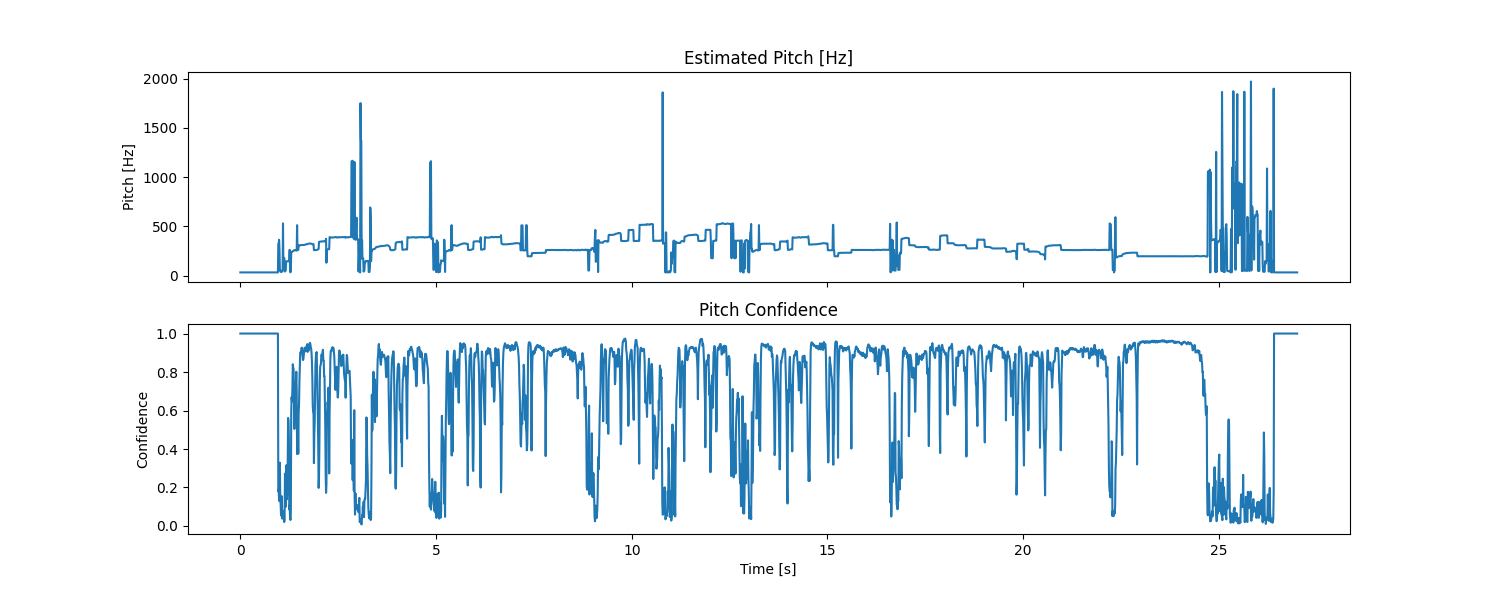 Estimated Pitch [Hz]
2000
1500
1000
500
0
Pitch [Hz]
Pitch Confidence
1.0
0.8
0.6
0.4
0.2
0.0
Confidence
0 5 10 15 20 25
Time [s]